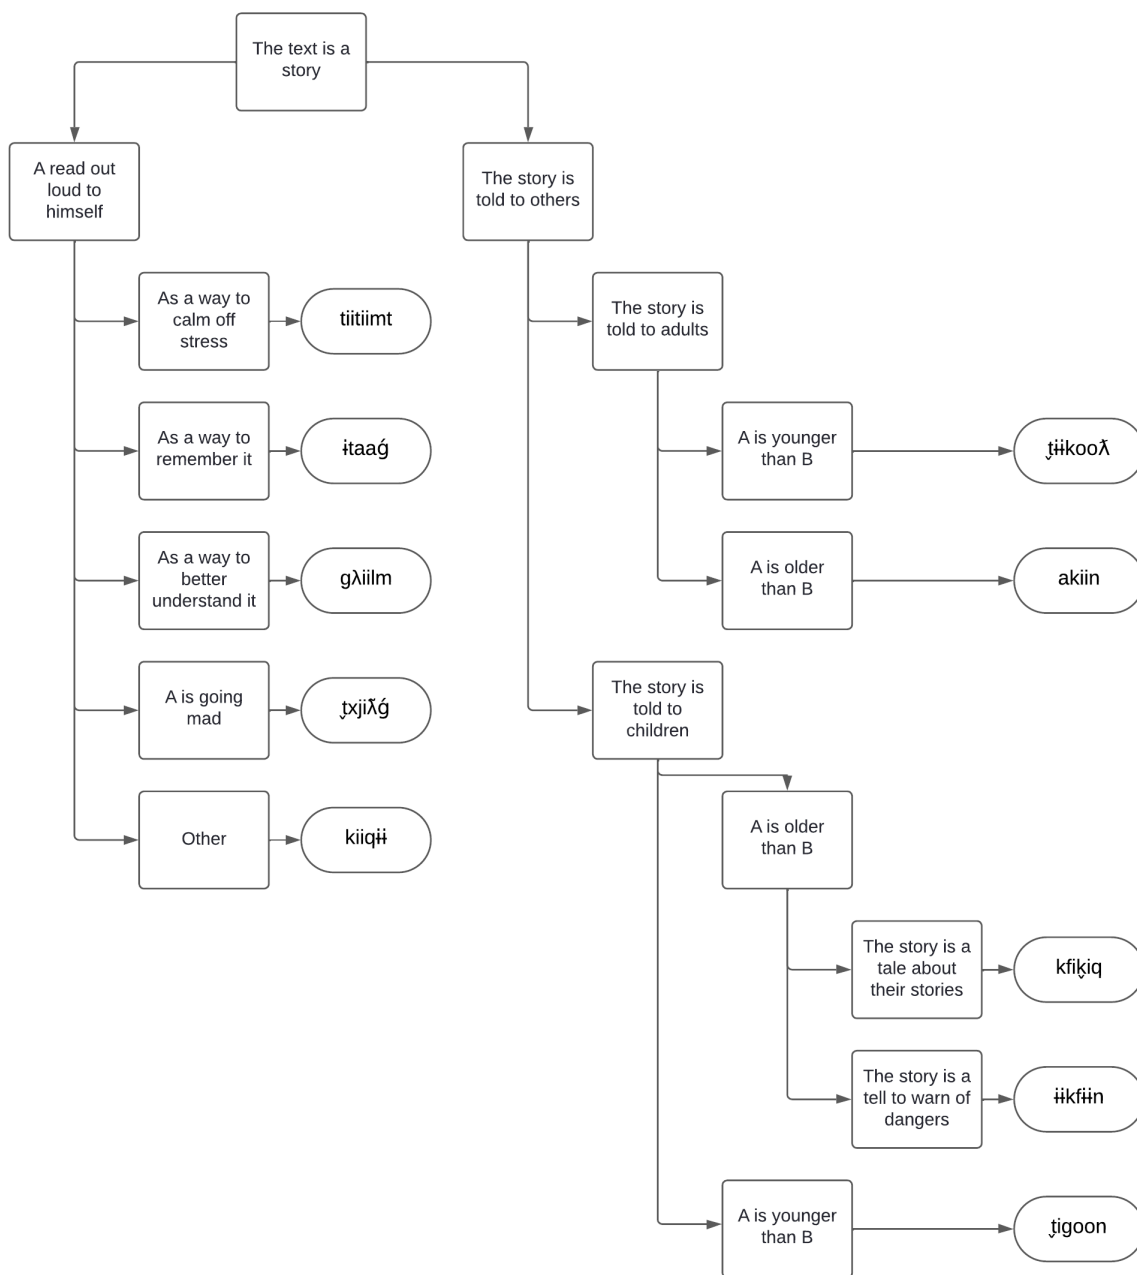 The text is a
story
A read out
loud to
himself
The story is
told to others
As a way to
calm off
stress
tiitiimt
The story is
told to adults
As a way to
remember it
ɨtaaǵ
A is younger
than B
ṱɨɨkooƛ
As a way to
better
understand it
gλiilm
A is older
than B
akiin
A is going
mad
ṱxjiƛ̃ǵ
The story is
told to
children
Other
kiiqɨɨ
A is older
than B
The story is a
tale about
their stories
kfik̬iq
The story is a
tell to warn of
dangers
ɨɨkfɨɨn
A is younger
than B
t̬igoon